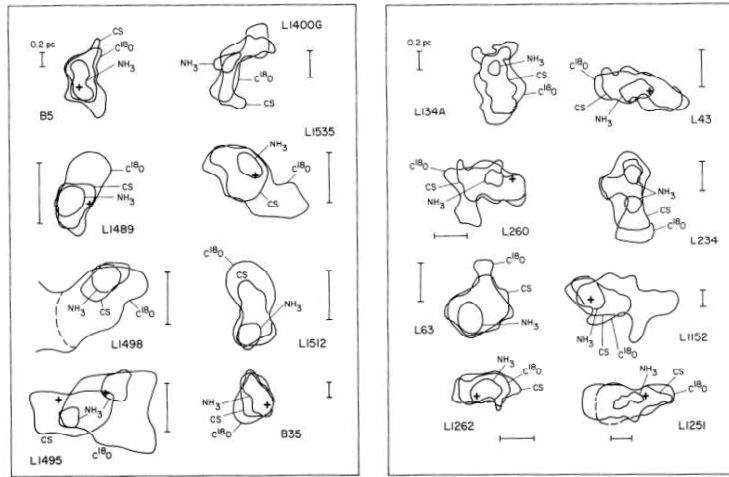 CS
C18O
NH3
0.2 pc
B5
L1400G
NH3
C18O
CS
L1535
NH3
C18O
CS
C18O
CS
NH3
L1489
NH3
CS
C18O
L1498
C18O
CS
NH3
L1512
NH3
CS
C18O
L1495
NH3
CS
C18O
B35
0.2 pc
NH3
CS
C18O
L134A
C18O
CS
NH3
L43
C18O
CS
NH3
L260
NH3
CS
C18O
L234
C18O
CS
NH3
L63
NH3
CS
C18O
L1152
NH3
C18O
CS
L1262
NH3
CS
C18O
L1251